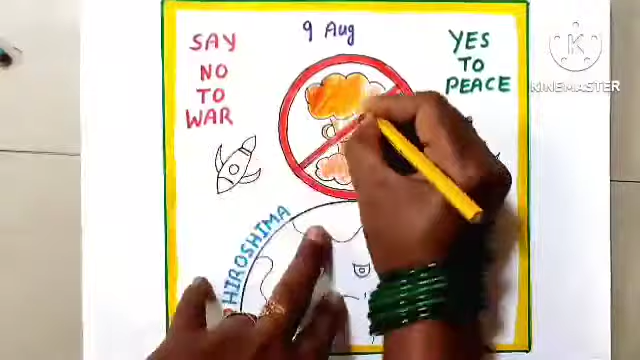 9 Aug
SAY
NO
TO
WAR
YES
TO
PEACE
KINEMASTER
HIROSHIMA